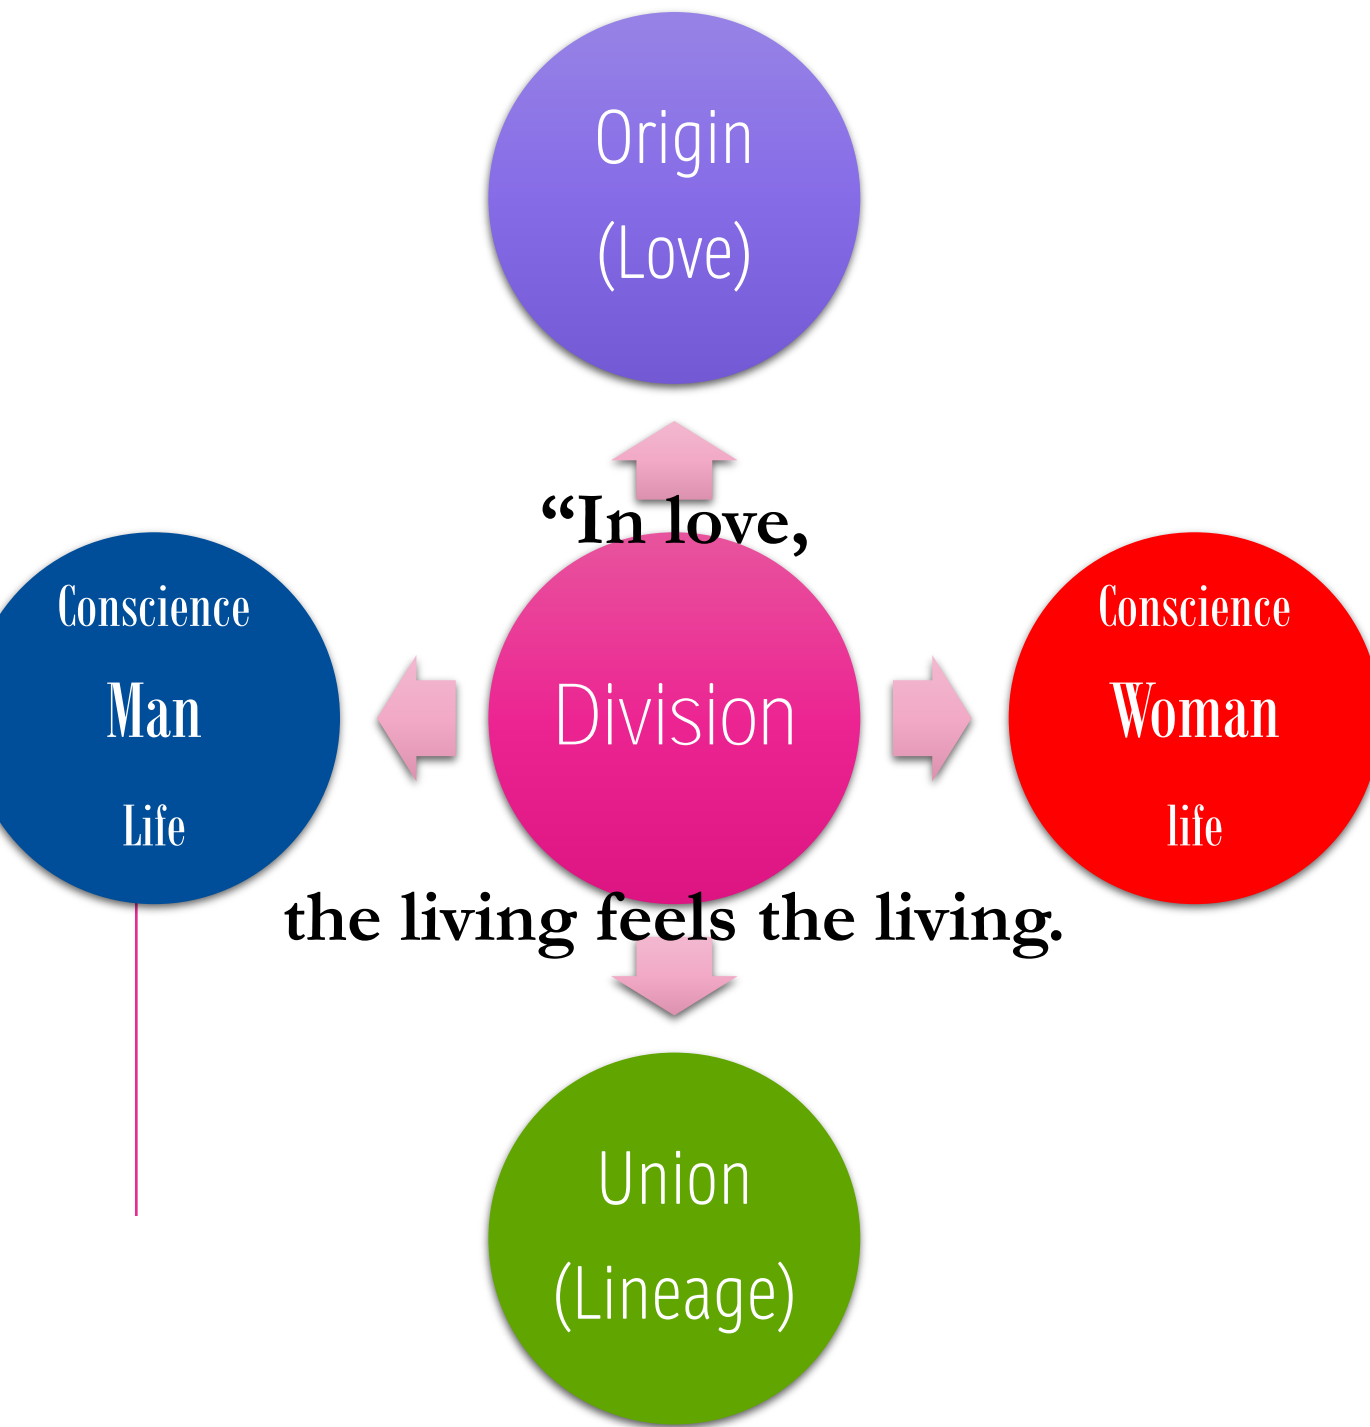 Origin
(Love)
“In love,
Conscience
Man
Life
Division
Conscience
Woman
life
the living feels the living.
Union
(Lineage)